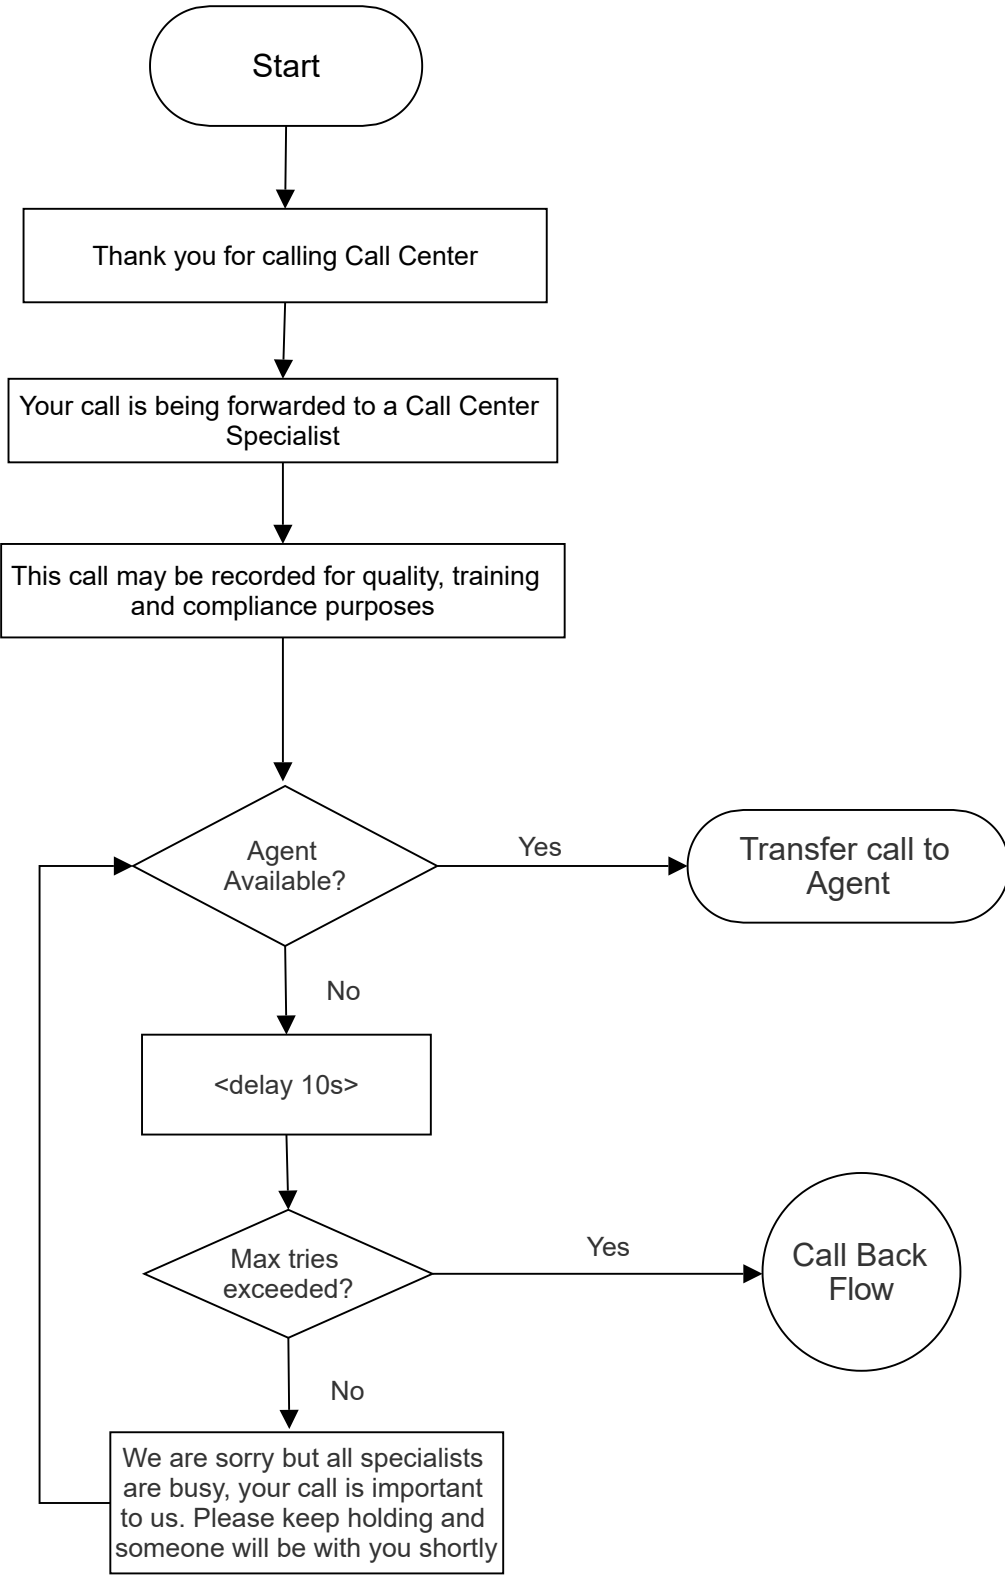 Start
Thank you for calling Call Center
Your call is being forwarded to a Call Center
Specialist
This call may be recorded for quality, training
and compliance purposes
Agent
Available?
Yes
Transfer call to
Agent
No
<delay 10s>
Max tries
exceeded?
Yes
Call Back
Flow
No
We are sorry but all specialists
are busy, your call is important
to us. Please keep holding and
someone will be with you shortly